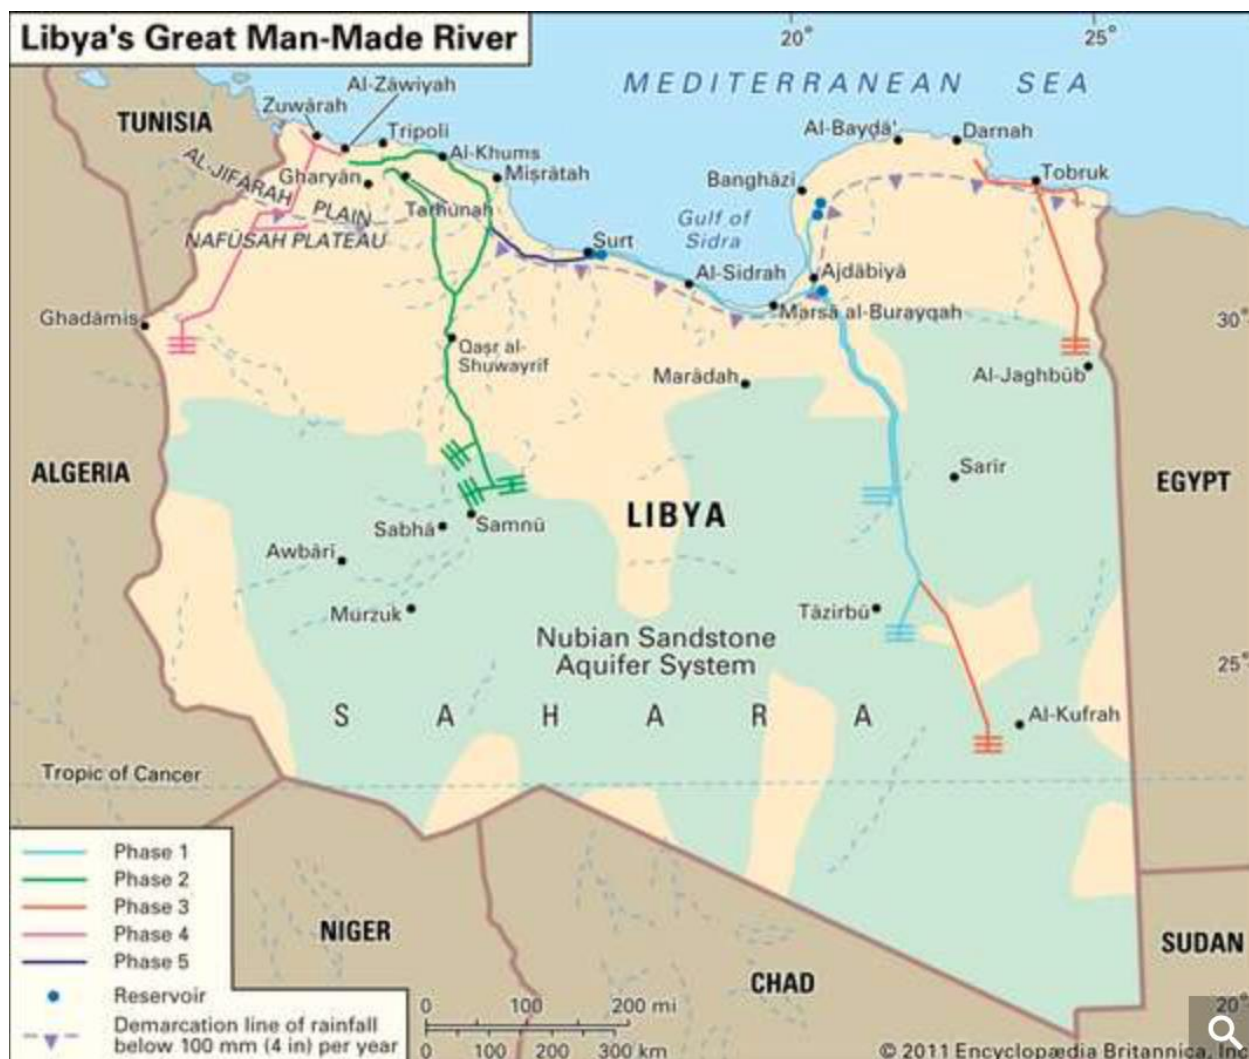 Libya's Great Man-Made River
20°
25°
MEDITERRANEAN SEA
Al-Zāwiyah
Zuwārah
TUNISIA
Tripoli
Al-Khums
Al-Bayḍā'
Darnah
AL-JIFĀRAH PLAIN
Gharyān
Miṣrātah
Banghāzī
Tobruk
Tarhūnah
NAFŪSAH PLATEAU
Gulf of
Sidra
Surt
Al-Sidrah
Ajdābiyā
Marsā al-Burayqah
Ghadāmis
30°
Qaṣr al-
Shuwayrif
Marādah
Al-Jaghbūb
ALGERIA
Sarīr
EGYPT
LIBYA
Sabhā
Samnū
Awbārī
Murzuk
Tāzirbū
Nubian Sandstone
Aquifer System
25°
SAHARA
Al-Kufrah
Tropic of Cancer
Phase 1
Phase 2
Phase 3
Phase 4
Phase 5
Reservoir
Demarcation line of rainfall
below 100 mm (4 in) per year
NIGER
CHAD
SUDAN
20°
0 100 200 mi
0 100 200 300 km
© 2011 Encyclopædia Britannica, Inc